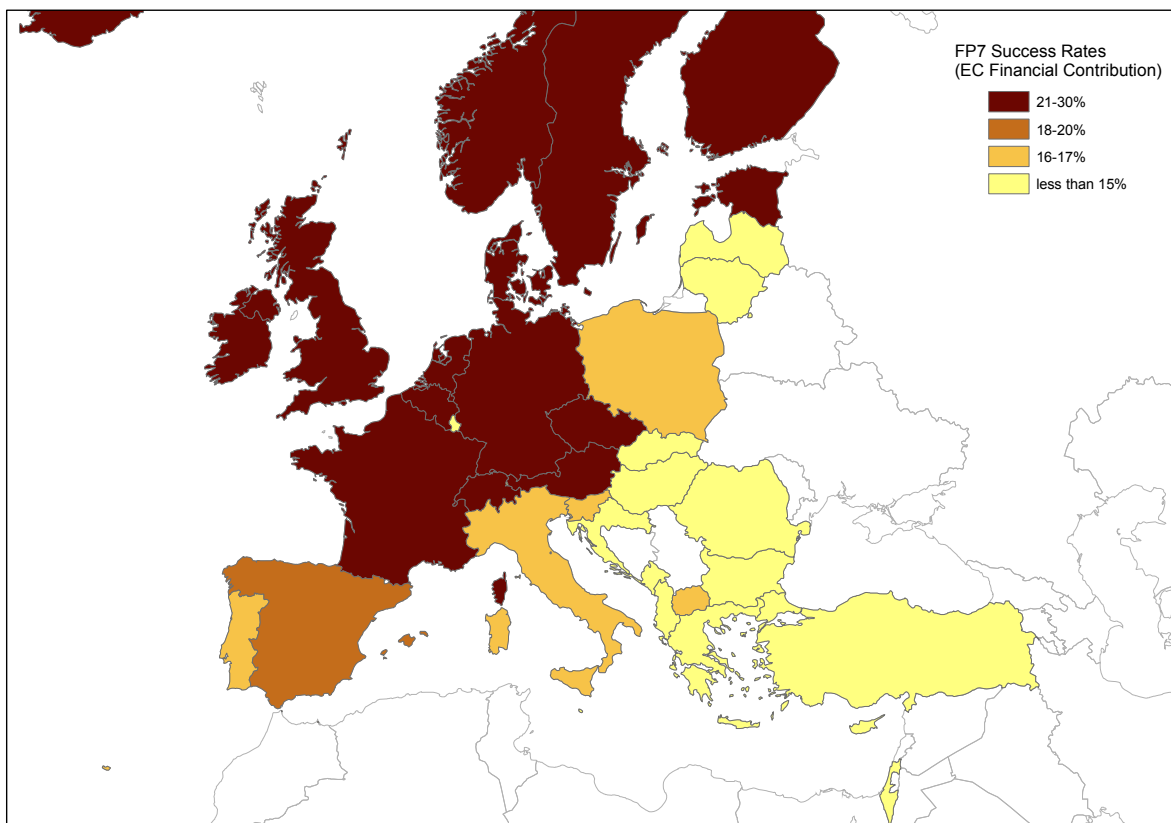 FP7 Success Rates
(EC Financial Contribution)
21-30%
18-20%
16-17%
less than 15%